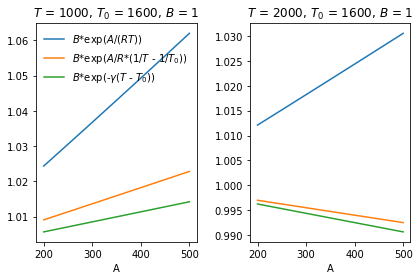 T = 1000, T₀ = 1600, B = 1
B*exp(A/(RT))
B*exp(A/R*(1/T - 1/T₀))
B*exp(-γ(T - T₀))
1.06
1.05
1.04
1.03
1.02
1.01
200 300 400 500
A
T = 2000, T₀ = 1600, B = 1
1.030
1.025
1.020
1.015
1.010
1.005
1.000
0.995
0.990
200 300 400 500
A